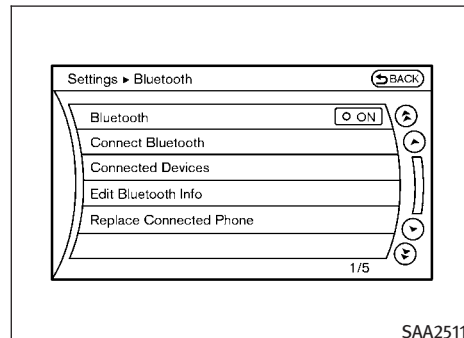 Settings ▸ Bluetooth BACK
Bluetooth ON
Connect Bluetooth
Connected Devices
Edit Bluetooth Info
Replace Connected Phone
1/5
SAA2511